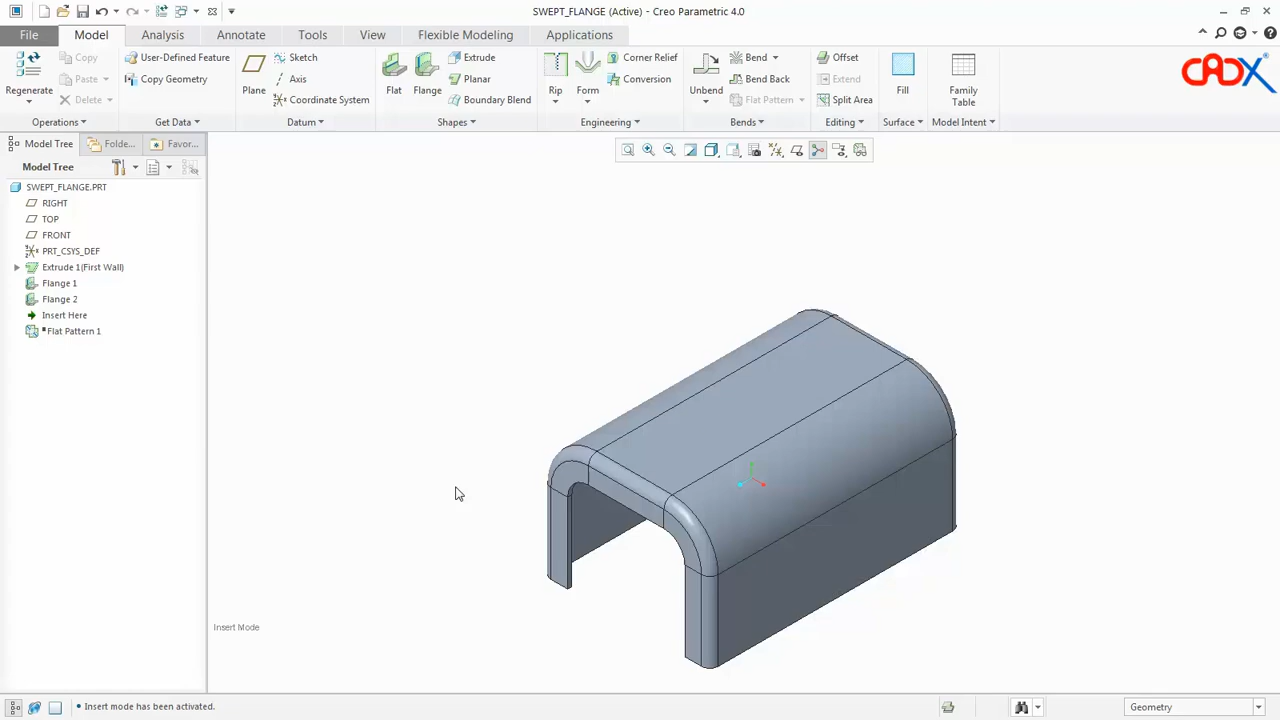 SWEPT_FLANGE (Active) - Creo Parametric 4.0
File Model Analysis Annotate Tools View Flexible Modeling Applications
Regenerate
Copy
Paste
Delete
Operations
User-Defined Feature
Copy Geometry
Get Data
Plane
Sketch
Axis
Coordinate System
Datum
Flat
Flange
Extrude
Planar
Boundary Blend
Shapes
Rip
Form
Corner Relief
Conversion
Engineering
Unbend
Bend
Bend Back
Flat Pattern
Bends
Offset
Extend
Split Area
Editing
Fill
Surface
Family
Table
Model Intent
CADX®
Model Tree Folde... Favor...
Model Tree
SWEPT_FLANGE.PRT
RIGHT
TOP
FRONT
PRT_CSYS_DEF
Extrude 1(First Wall)
Flange 1
Flange 2
Insert Here
Flat Pattern 1
Insert Mode
• Insert mode has been activated.
Geometry